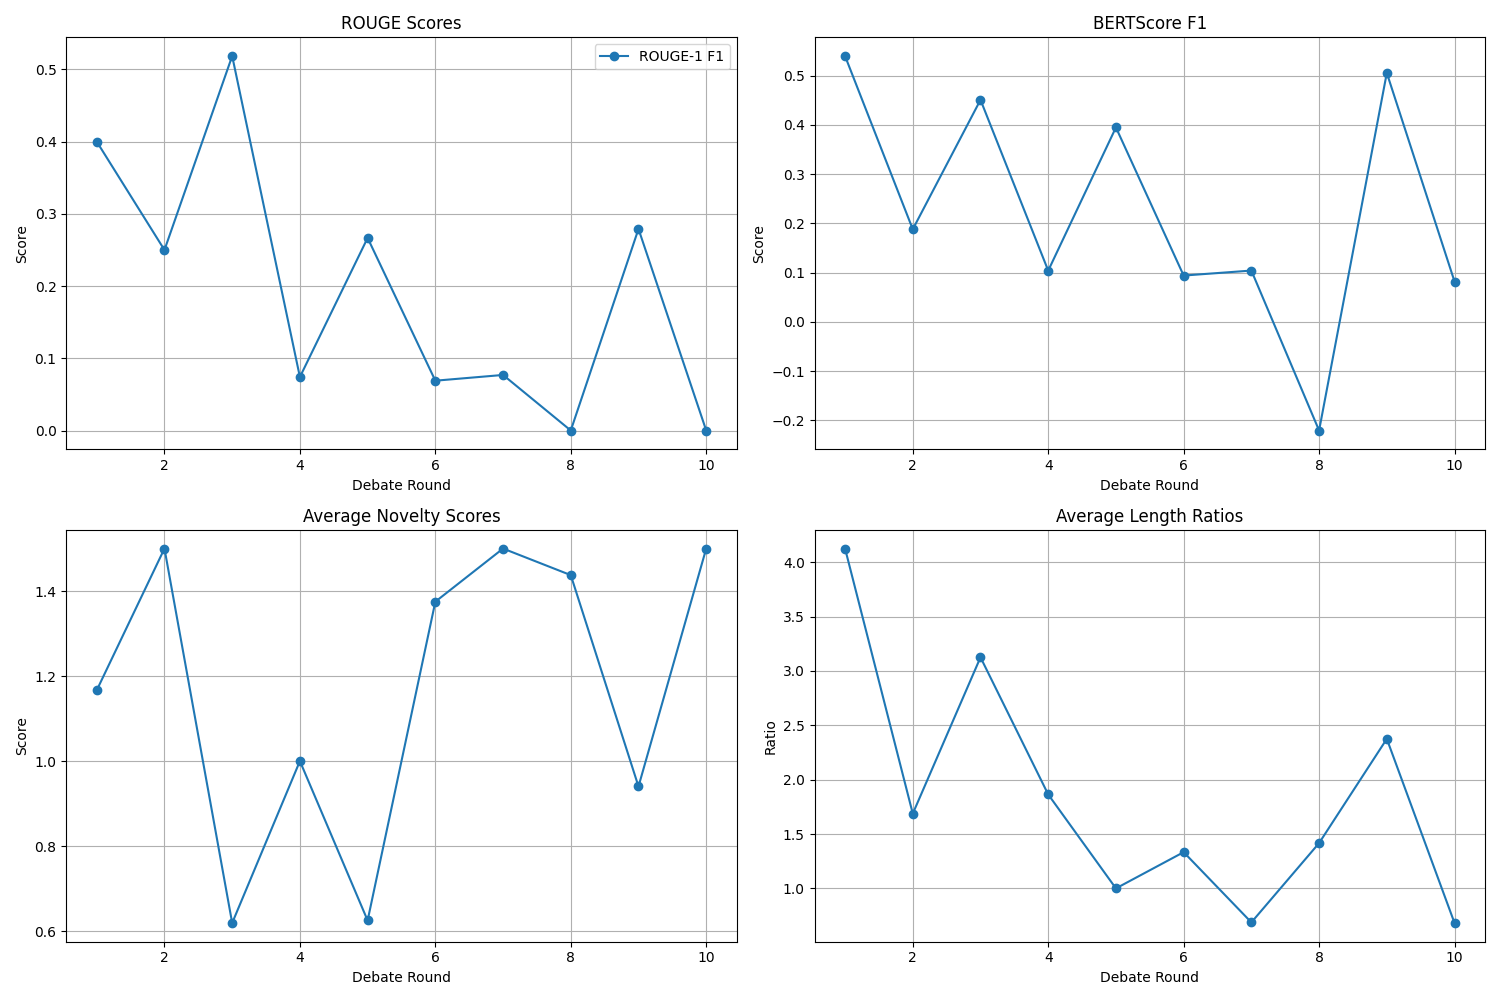 ROUGE Scores
ROUGE-1 F1
0.5
0.4
0.3
0.2
0.1
0.0
Score
2 4 6 8 10
Debate Round
BERTScore F1
0.5
0.4
0.3
0.2
0.1
0.0
−0.1
−0.2
Score
2 4 6 8 10
Debate Round
Average Novelty Scores
1.4
1.2
1.0
0.8
0.6
Score
2 4 6 8 10
Debate Round
Average Length Ratios
4.0
3.5
3.0
2.5
2.0
1.5
1.0
Ratio
2 4 6 8 10
Debate Round